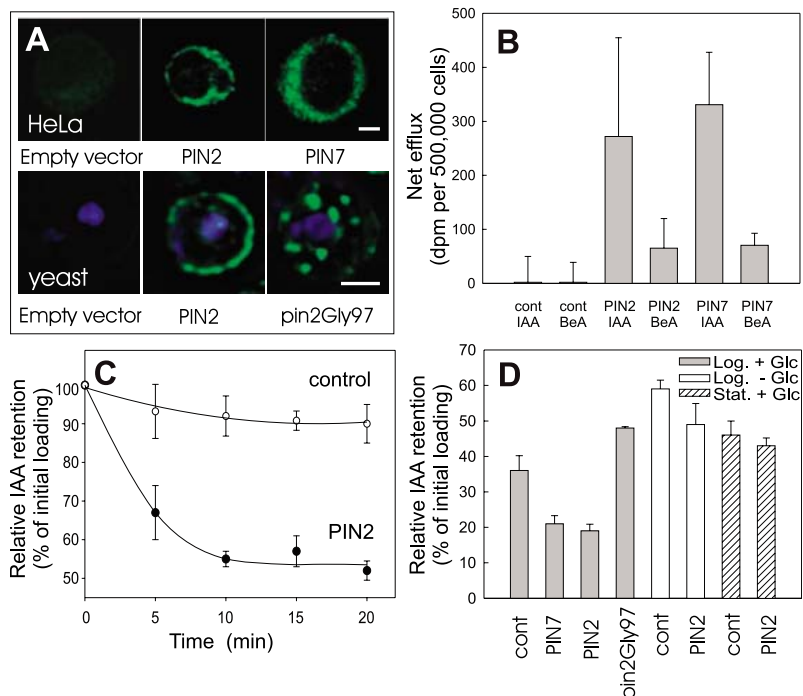 A
HeLa
Empty vector PIN2 PIN7
yeast
Empty vector PIN2 pin2Gly97
B
Net efflux
(dpm per 500,000 cells)
500
400
300
200
100
0
cont cont PIN2 PIN2 PIN7 PIN7
IAA BeA IAA BeA IAA BeA
C
control
PIN2
Relative IAA retention
(% of initial loading)
100
90
80
70
60
50
0 5 10 15 20
Time (min)
D
Log. + Glc
Log. - Glc
Stat. + Glc
Relative IAA retention
(% of initial loading)
70
60
50
40
30
20
10
0
cont PIN7 PIN2 pin2Gly97 cont PIN2 cont PIN2